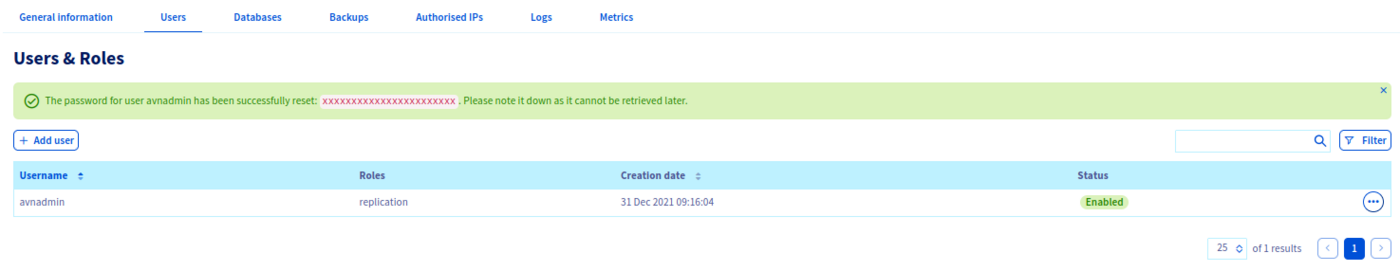 General information Users Databases Backups Authorised IPs Logs Metrics
Users & Roles
The password for user avnadmin has been successfully reset: xxxxxxxxxxxxxxxxxxxxxxx . Please note it down as it cannot be retrieved later.
+ Add user Filter
Username Roles Creation date Status
avnadmin replication 31 Dec 2021 09:16:04 Enabled
25 of 1 results 1